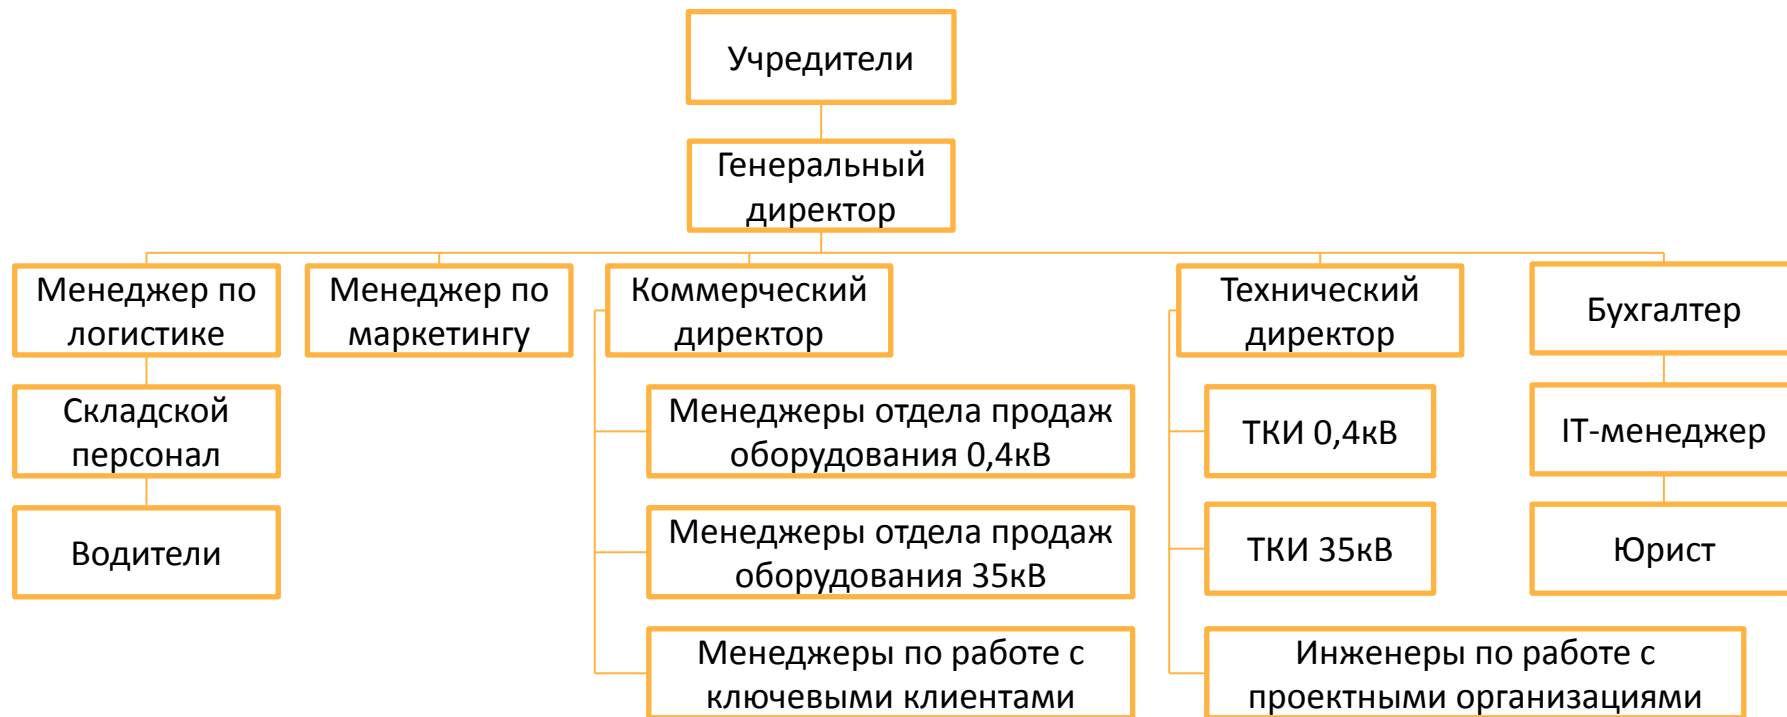 Учредители
Генеральный
директор
Менеджер по
логистике
Менеджер по
маркетингу
Коммерческий
директор
Технический
директор
Бухгалтер
Складской
персонал
Менеджеры отдела продаж
оборудования 0,4кВ
ТКИ 0,4кВ
IT-менеджер
Водители
Менеджеры отдела продаж
оборудования 35кВ
ТКИ 35кВ
Юрист
Менеджеры по работе с
ключевыми клиентами
Инженеры по работе с
проектными организациями